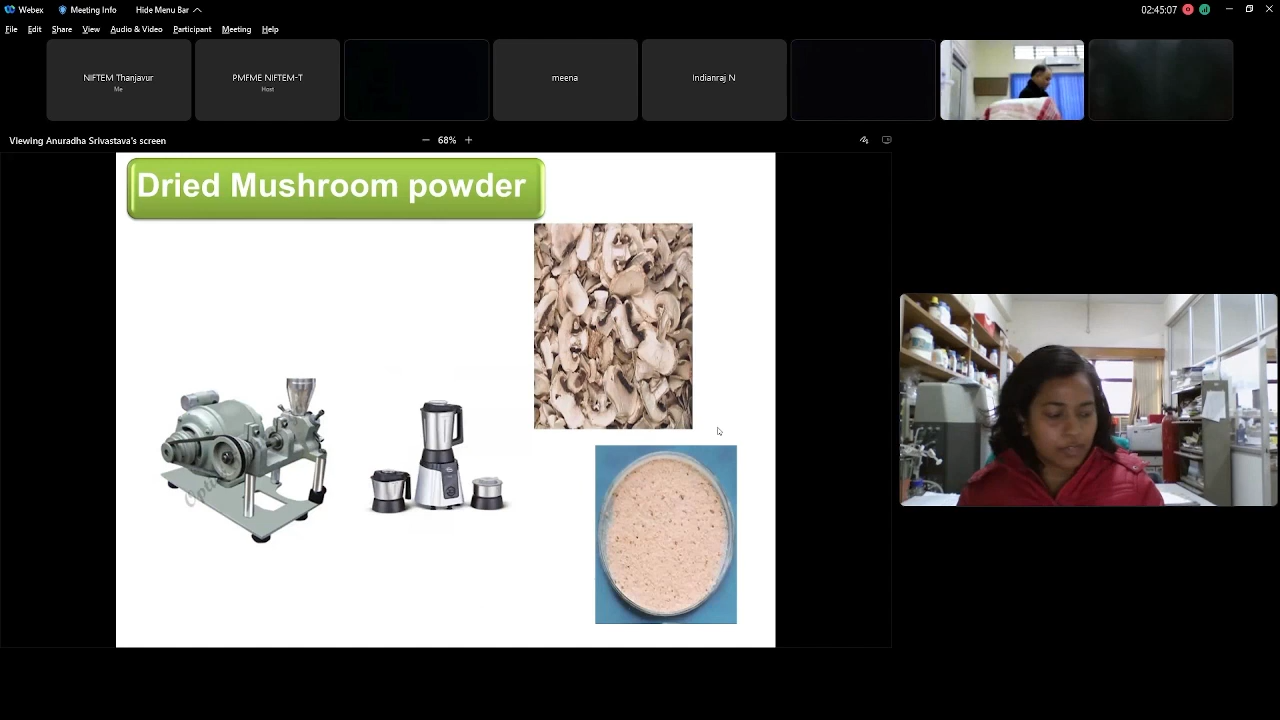 Webex
Meeting Info
Hide Menu Bar
02:45:07
File
Edit
Share
View
Audio & Video
Participant
Meeting
Help
NIFTEM Thanjavur
Me
PMFME NIFTEM-T
Host
meena
Indianraj N
Viewing Anuradha Srivastava's screen
68%
Dried Mushroom powder